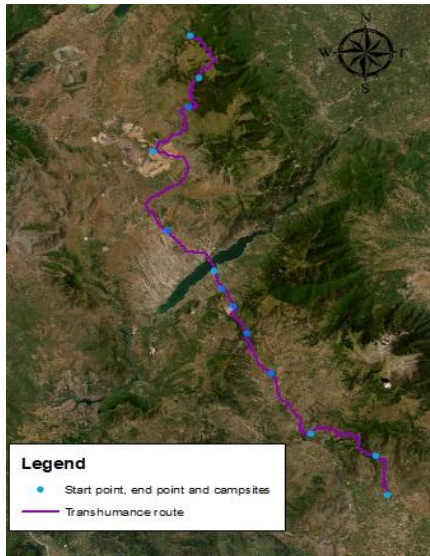 N
W E
S
Legend
Start point, end point and campsites
Transhumance route